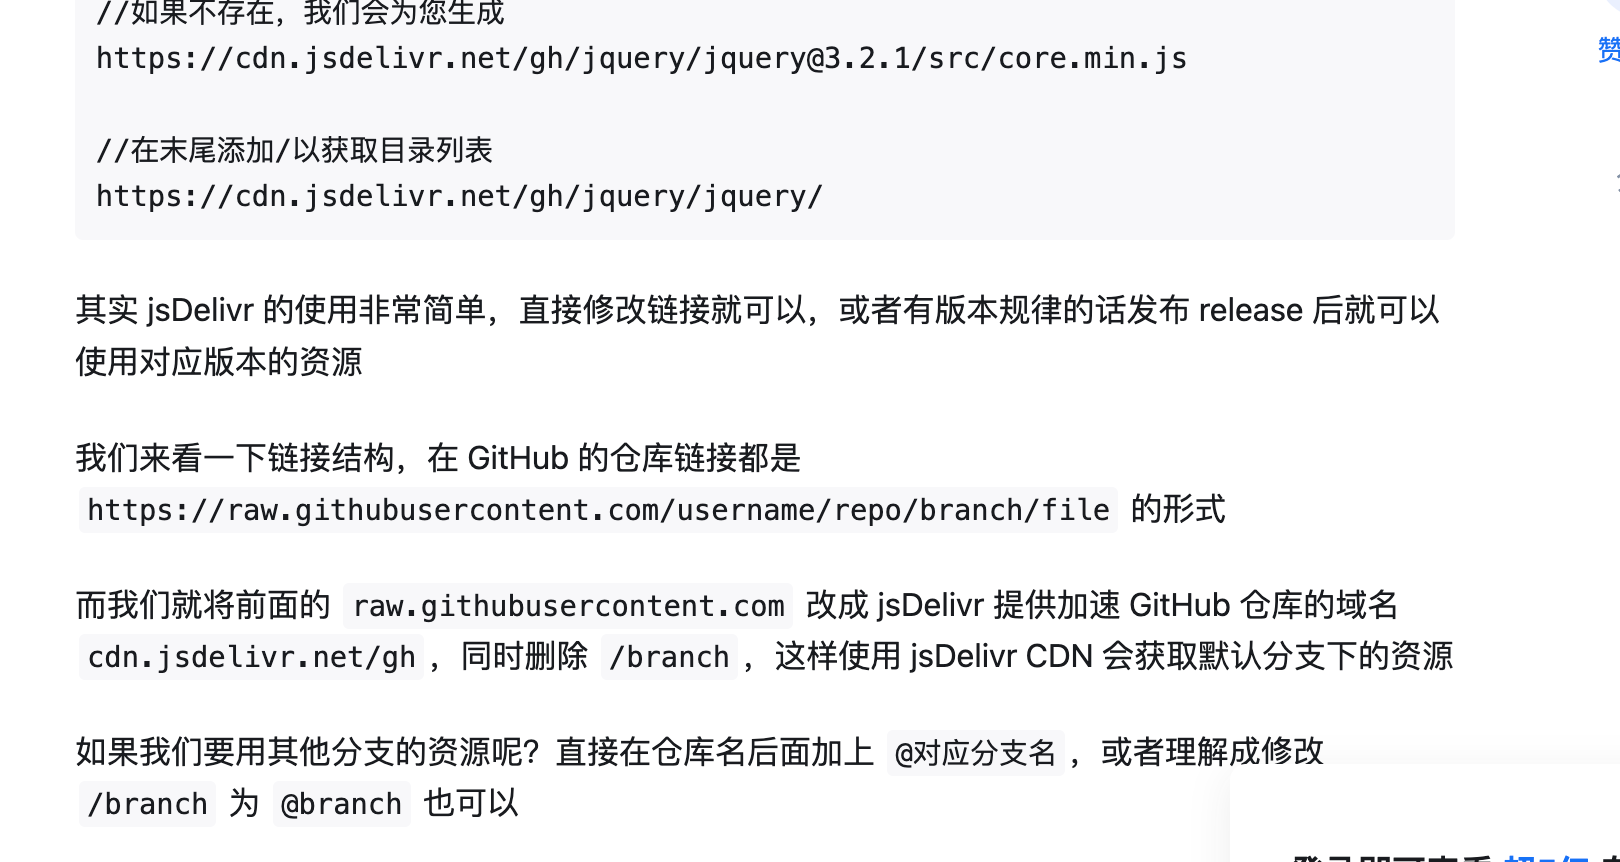 //如果不存在，我们会为您生成
https://cdn.jsdelivr.net/gh/jquery/jquery@3.2.1/src/core.min.js
赞
//在末尾添加/以获取目录列表
https://cdn.jsdelivr.net/gh/jquery/jquery/
其实 jsDelivr 的使用非常简单，直接修改链接就可以，或者有版本规律的话发布 release 后就可以
使用对应版本的资源
我们来看一下链接结构，在 GitHub 的仓库链接都是
https://raw.githubusercontent.com/username/repo/branch/file 的形式
而我们就将前面的 raw.githubusercontent.com 改成 jsDelivr 提供加速 GitHub 仓库的域名
cdn.jsdelivr.net/gh ，同时删除 /branch ，这样使用 jsDelivr CDN 会获取默认分支下的资源
如果我们要用其他分支的资源呢？直接在仓库名后面加上 @对应分支名 ，或者理解成修改
/branch 为 @branch 也可以